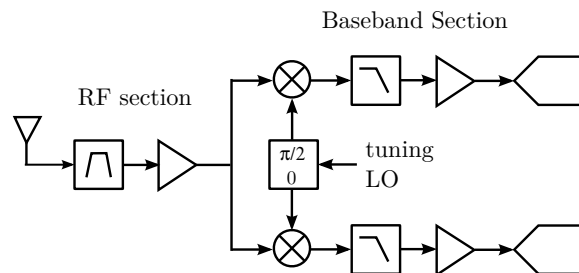 Baseband Section
RF section
π/2
0
tuning
LO